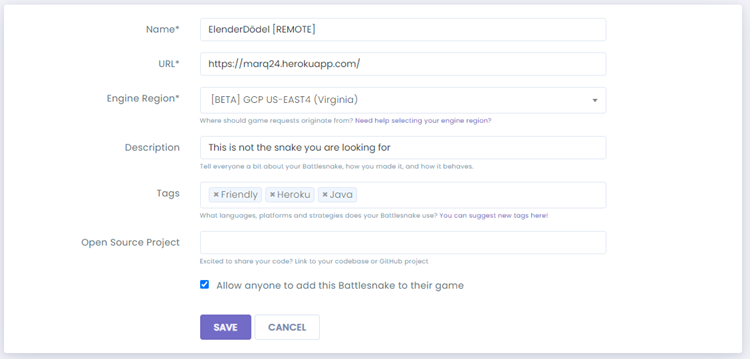 Name* ElenderDödel [REMOTE]
URL* https://marq24.herokuapp.com/
Engine Region* [BETA] GCP US-EAST4 (Virginia)
Where should game requests originate from? Need help selecting your engine region?
Description This is not the snake you are looking for
Tell everyone a bit about your Battlesnake, how you made it, and how it behaves.
Tags × Friendly × Heroku × Java
What languages, platforms and strategies does your Battlesnake use? You can suggest new tags here!
Open Source Project
Excited to share your code? Link to your codebase or GitHub project
Allow anyone to add this Battlesnake to their game
SAVE CANCEL